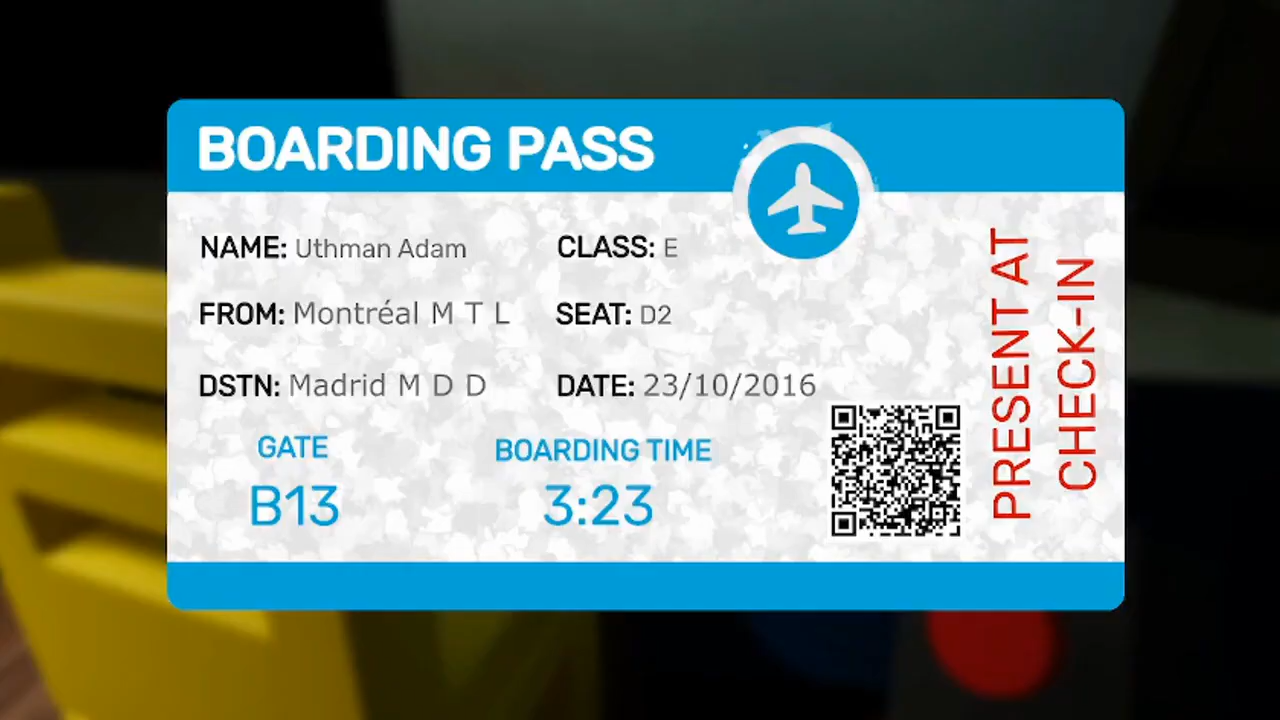 BOARDING PASS
NAME: Uthman Adam
CLASS: E
FROM: Montréal M T L
SEAT: D2
DSTN: Madrid M D D
DATE: 23/10/2016
GATE
BOARDING TIME
B13
3:23
PRESENT AT
CHECK-IN